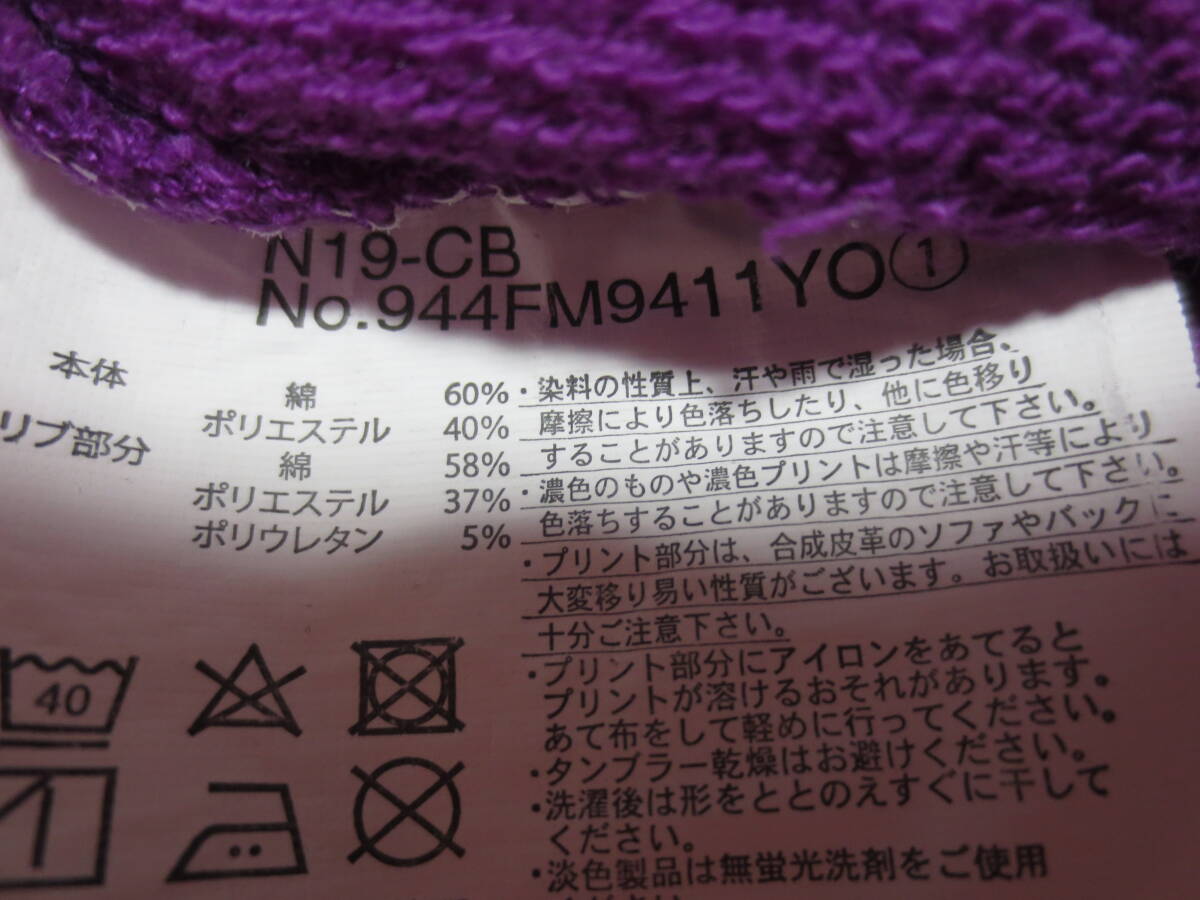 N19-CB
No.944FM9411YO①
本体
綿 60%
ポリエステル 40%
リブ部分
綿 58%
ポリエステル 37%
ポリウレタン 5%
・染料の性質上、汗や雨で湿った場合、
摩擦により色落ちしたり、他に色移り
することがありますので注意して下さい。
・濃色のものや濃色プリントは摩擦や汗等により
色落ちすることがありますので注意して下さい。
・プリント部分は、合成皮革のソファやバックに
大変移り易い性質がございます。お取扱いには
十分ご注意下さい。
・プリント部分にアイロンをあてると
プリントが溶けるおそれがあります。
あて布をして軽めに行ってください。
・タンブラー乾燥はお避けください。
・洗濯後は形をととのえすぐに干して
ください。
・淡色製品は無蛍光洗剤をご使用
40